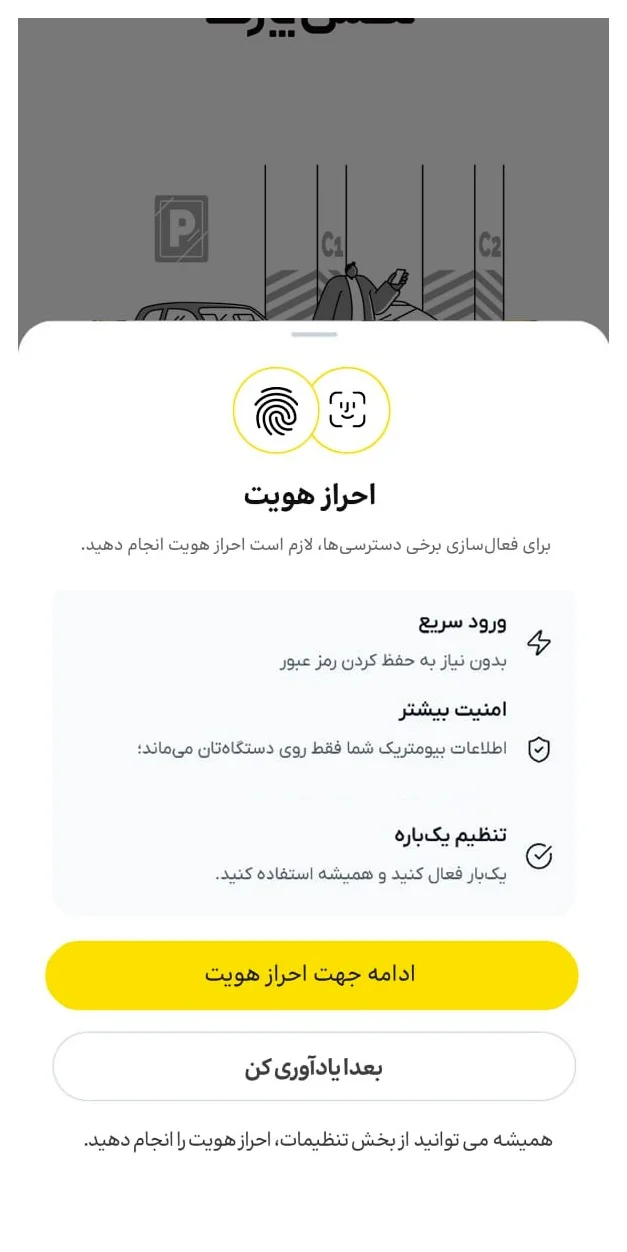 P
C1
C2
احراز هویت
برای فعال‌سازی برخی دسترسی‌ها، لازم است احراز هویت انجام دهید.
ورود سریع
بدون نیاز به حفظ کردن رمز عبور
امنیت بیشتر
اطلاعات بیومتریک شما فقط روی دستگاه‌تان می‌ماند؛
تنظیم یک‌باره
یک‌بار فعال کنید و همیشه استفاده کنید.
ادامه جهت احراز هویت
بعدا یادآوری کن
همیشه می توانید از بخش تنظیمات، احراز هویت را انجام دهید.